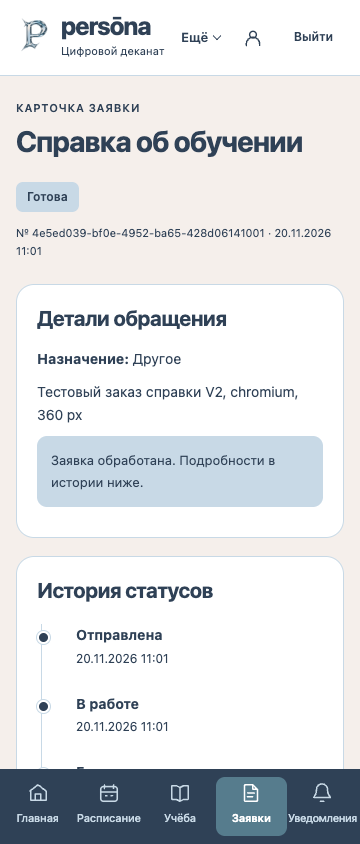 persōna
Цифровой деканат
Ещё
Выйти
КАРТОЧКА ЗАЯВКИ
Справка об обучении
Готова
№ 4e5ed039-bf0e-4952-ba65-428d06141001 · 20.11.2026
11:01
Детали обращения
Назначение: Другое
Тестовый заказ справки V2, chromium,
360 px
Заявка обработана. Подробности в
истории ниже.
История статусов
Отправлена
20.11.2026 11:01
В работе
20.11.2026 11:01
Главная
Расписание
Учёба
Заявки
Уведомления